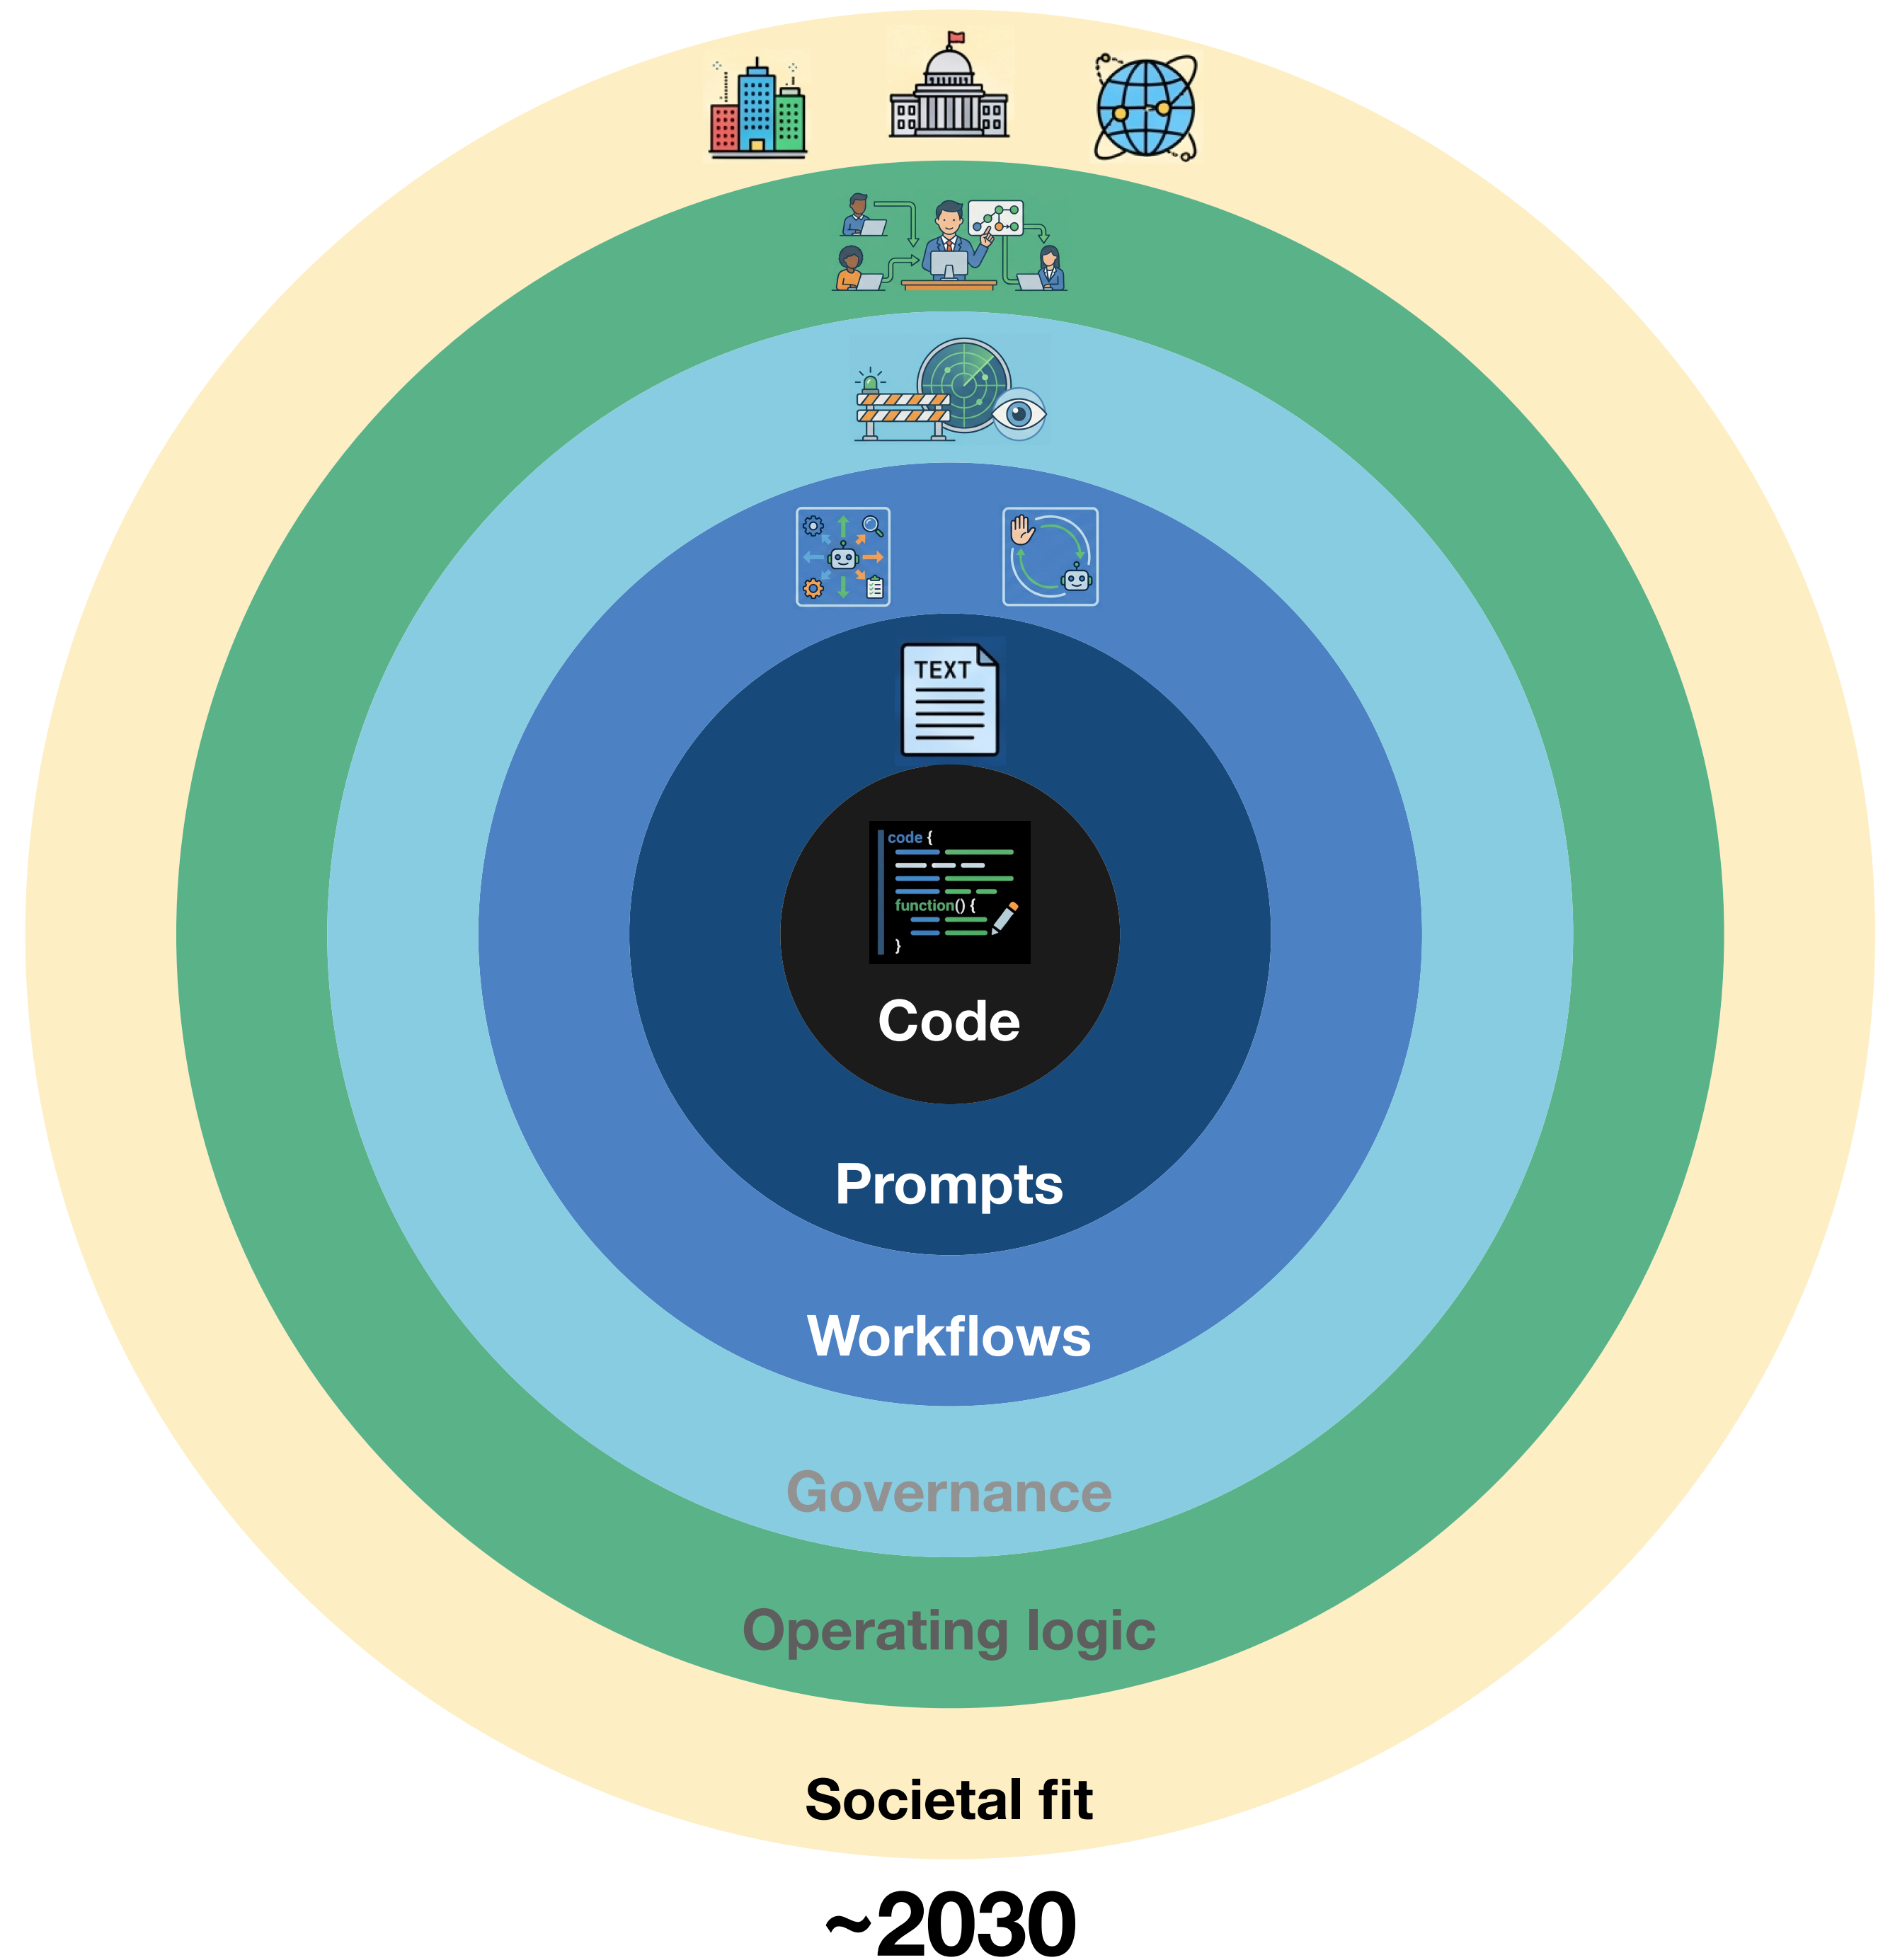 TEXT
code {
function() {
}
Code
Prompts
Workflows
Governance
Operating logic
Societal fit
~2030